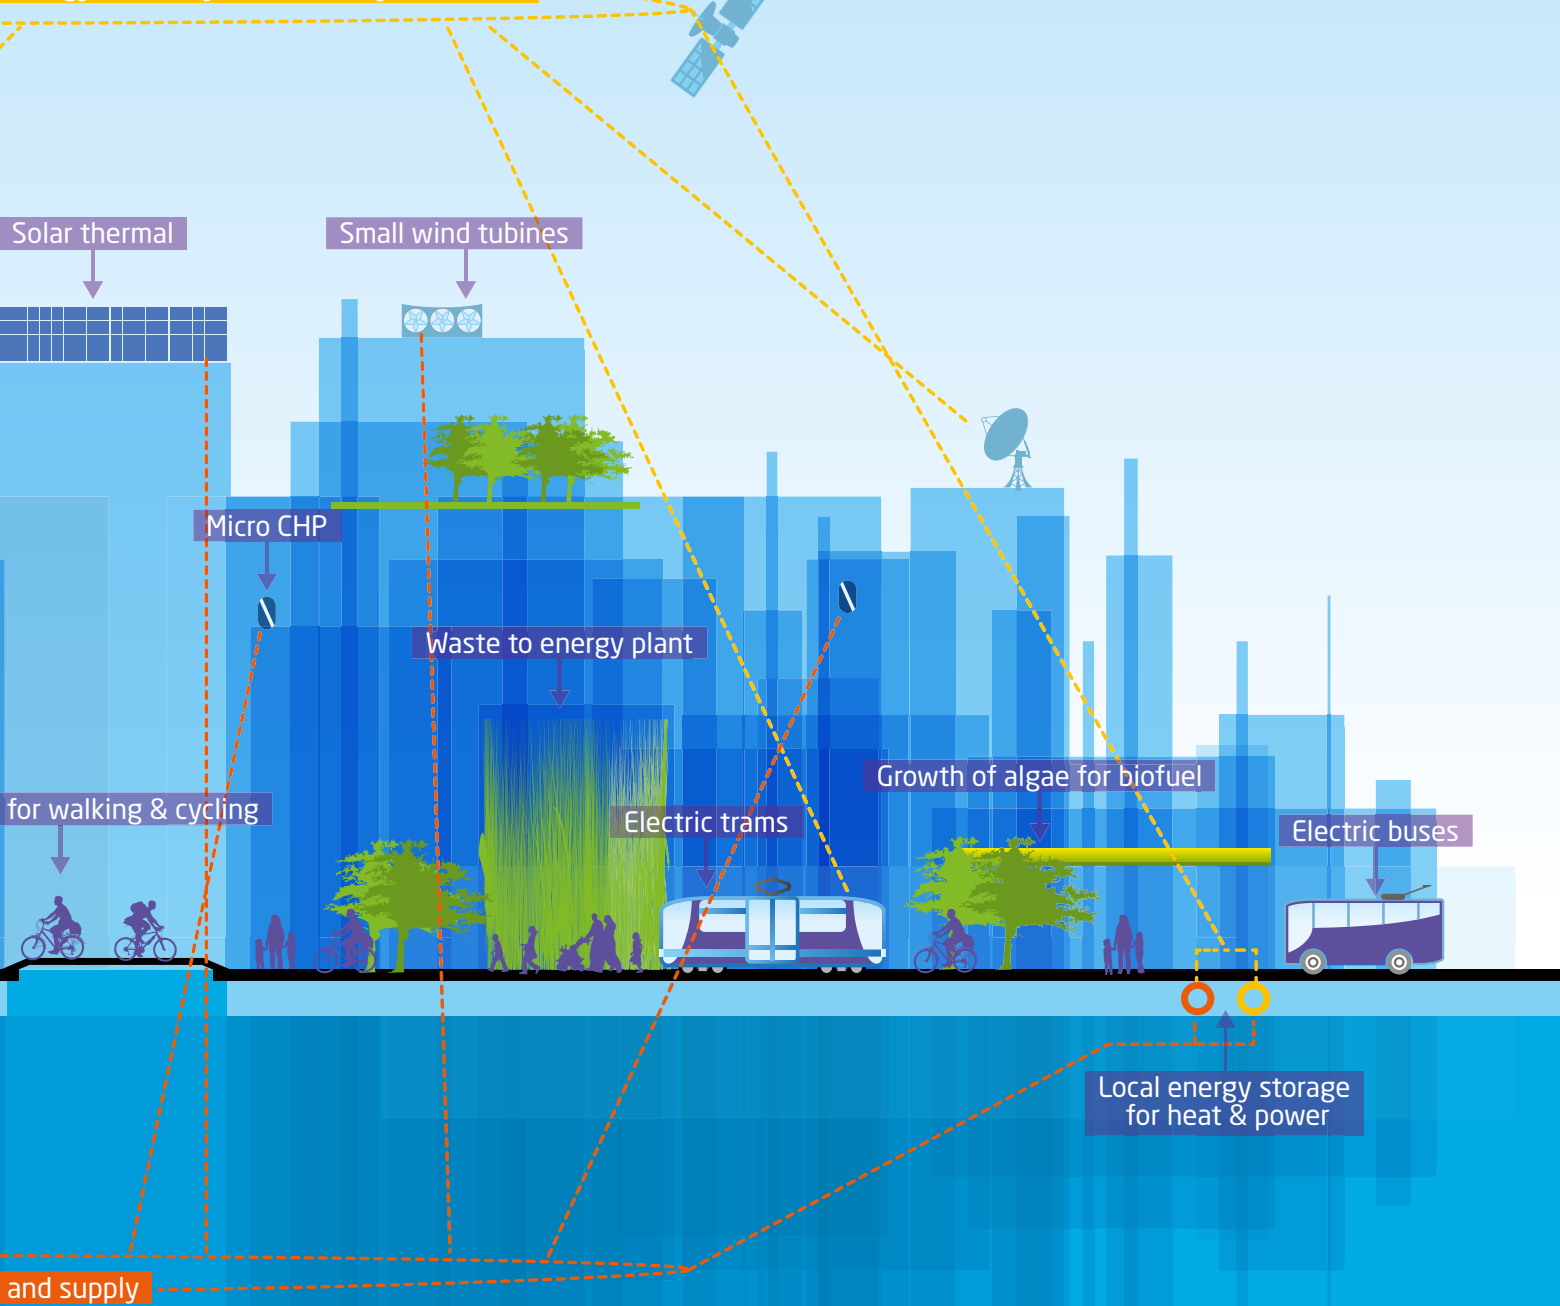 Solar thermal
Small wind tubines
Micro CHP
Waste to energy plant
Growth of algae for biofuel
for walking & cycling
Electric trams
Electric buses
Local energy storage
for heat & power
and supply